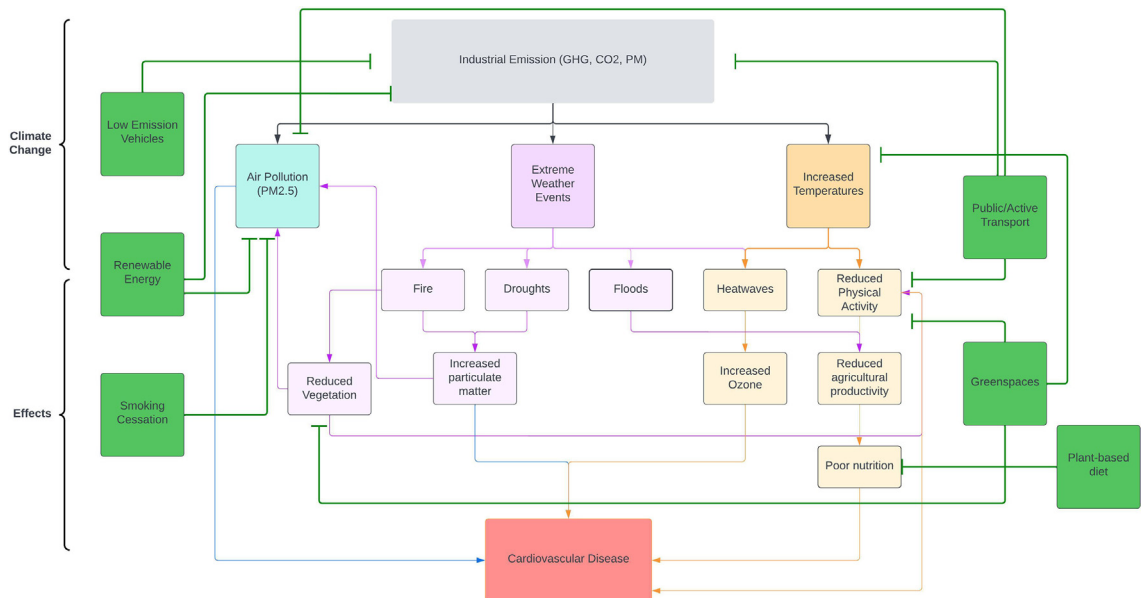 Industrial Emission (GHG, CO2, PM)
Climate
Change
Low Emission
Vehicles
Air Pollution
(PM2.5)
Extreme
Weather
Events
Increased
Temperatures
Public/Active
Transport
Renewable
Energy
Fire
Droughts
Floods
Heatwaves
Reduced
Physical
Activity
Effects
Smoking
Cessation
Reduced
Vegetation
Increased
particulate
matter
Increased
Ozone
Reduced
agricultural
productivity
Greenspaces
Poor nutrition
Plant-based
diet
Cardiovascular Disease